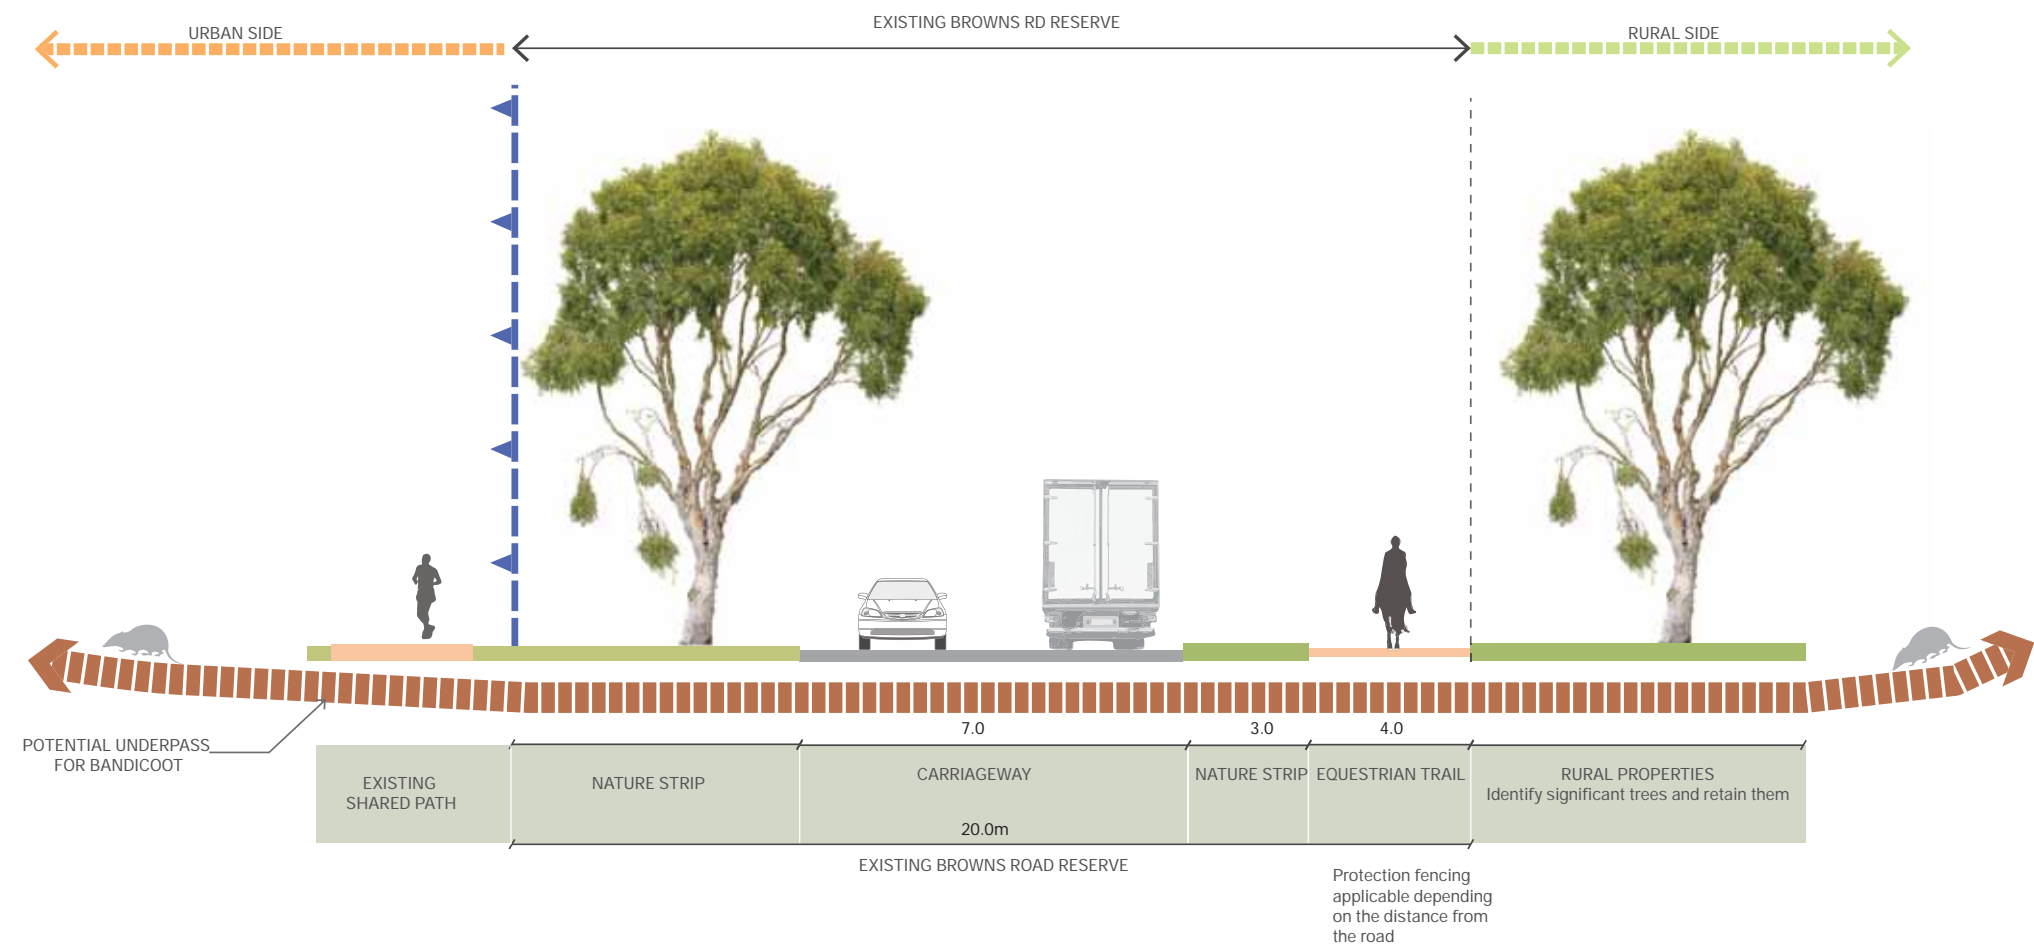 URBAN SIDE
EXISTING BROWNS RD RESERVE
RURAL SIDE
POTENTIAL UNDERPASS
FOR BANDICOOT
7.0
3.0
4.0
EXISTING
SHARED PATH
NATURE STRIP
CARRIAGEWAY
NATURE STRIP
EQUESTRIAN TRAIL
RURAL PROPERTIES
Identify significant trees and retain them
20.0m
EXISTING BROWNS ROAD RESERVE
Protection fencing
applicable depending
on the distance from
the road